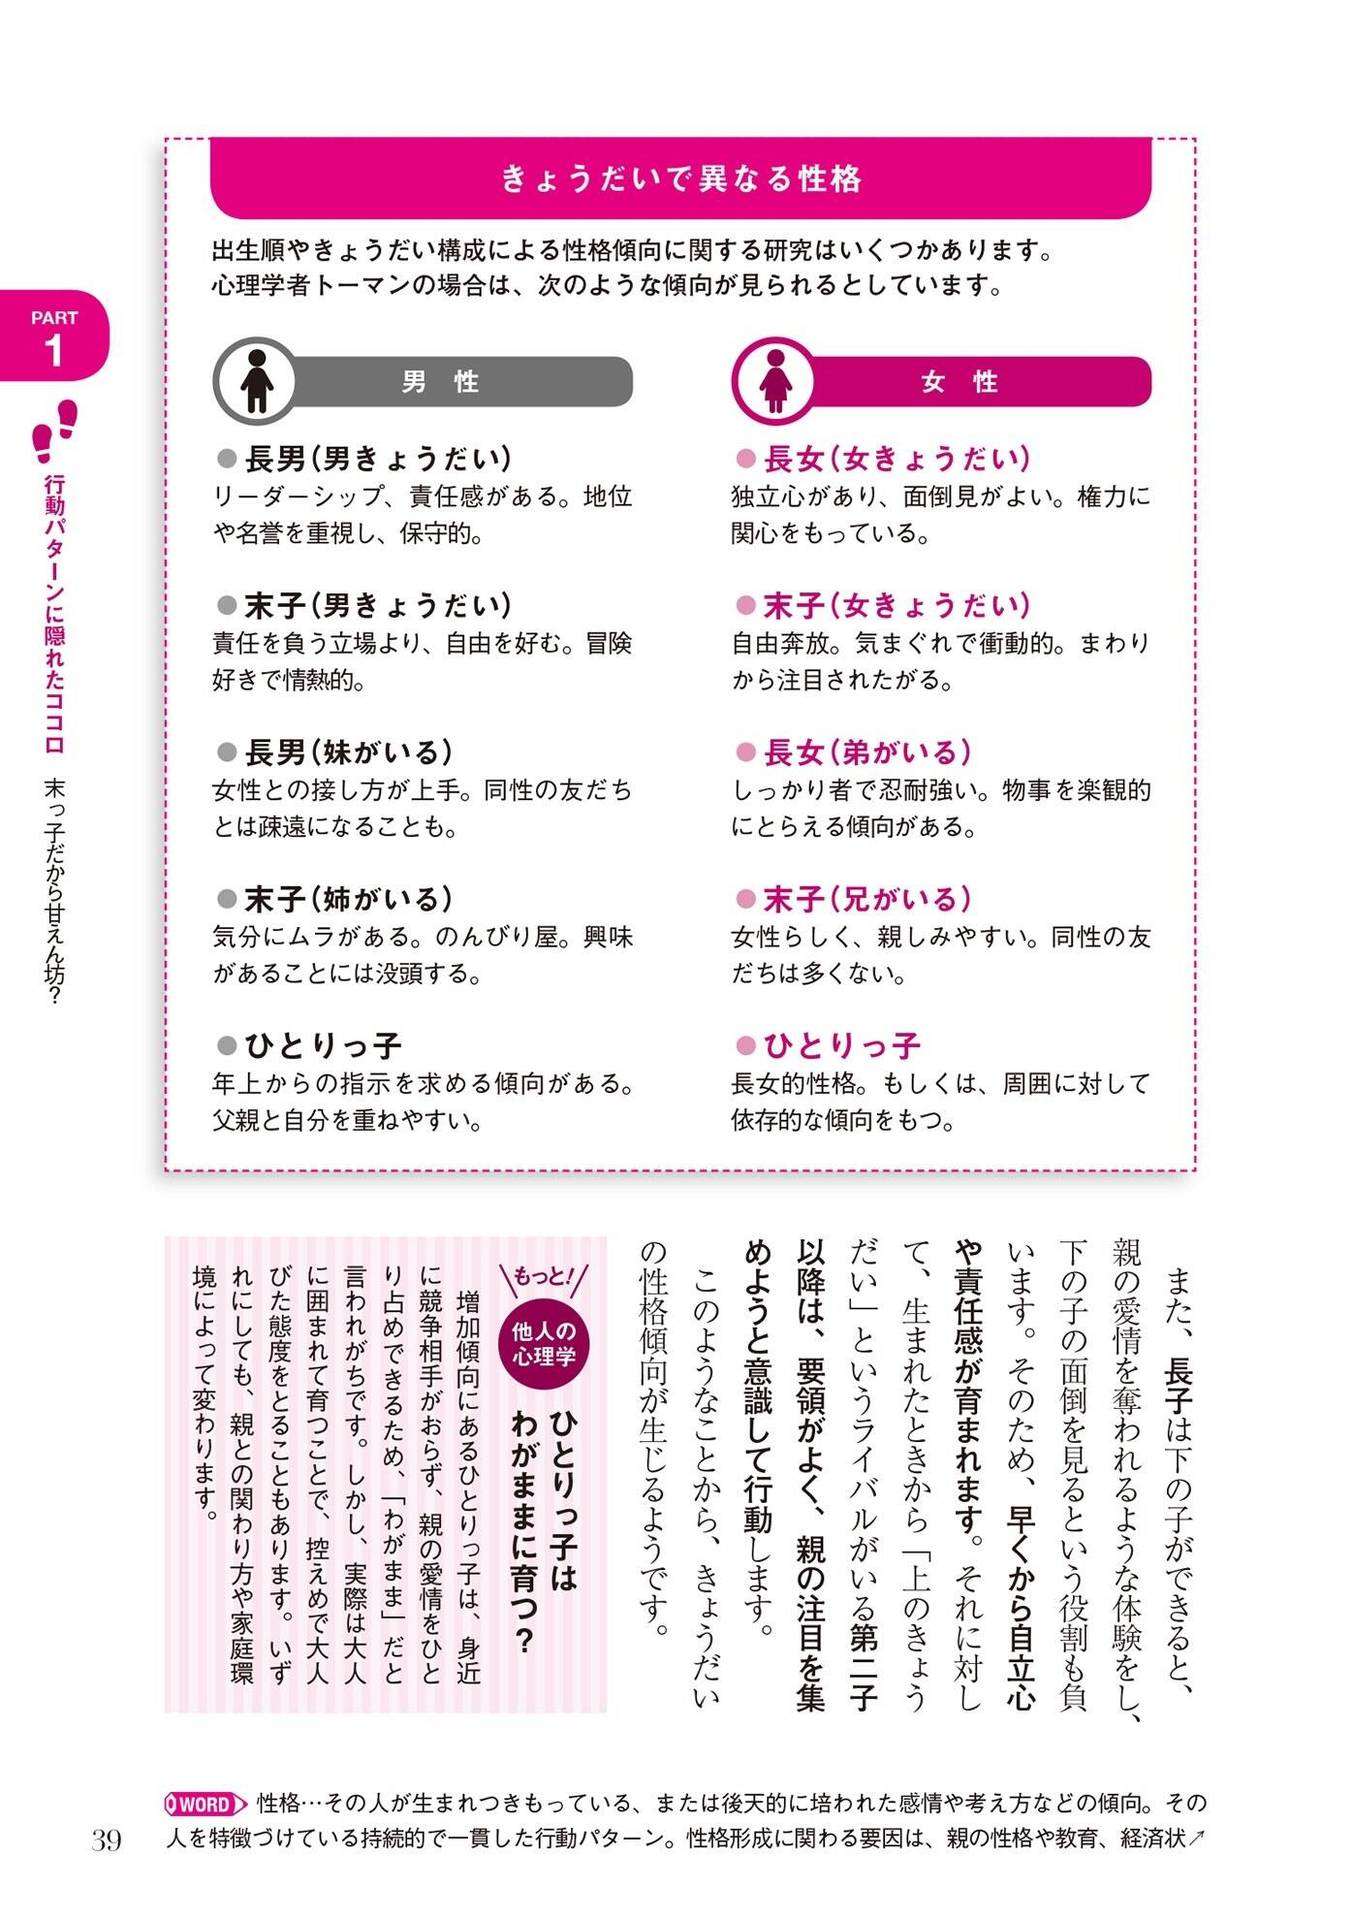 きょうだいで異なる性格
出生順やきょうだい構成による性格傾向に関する研究はいくつかあります。
心理学者トーマンの場合は、次のような傾向が見られるとしています。
男 性
●長男(男きょうだい)
リーダーシップ、責任感がある。地位
や名誉を重視し、保守的。
●末子(男きょうだい)
責任を負う立場より、自由を好む。冒険
好きで情熱的。
●長男(妹がいる)
女性との接し方が上手。同性の友だち
とは疎遠になることも。
●末子(姉がいる)
気分にムラがある。のんびり屋。興味
があることには没頭する。
●ひとりっ子
年上からの指示を求める傾向がある。
父親と自分を重ねやすい。
女 性
●長女(女きょうだい)
独立心があり、面倒見がよい。権力に
関心をもっている。
●末子(女きょうだい)
自由奔放。気まぐれで衝動的。まわり
から注目されたがる。
●長女(弟がいる)
しっかり者で忍耐強い。物事を楽観的
にとらえる傾向がある。
●末子(兄がいる)
女性らしく、親しみやすい。同性の友
だちは多くない。
●ひとりっ子
長女的性格。もしくは、周囲に対して
依存的な傾向をもつ。
PART
1
行動パターンに隠れたココロ 末っ子だから甘えん坊?
また、長子は下の子ができると、
親の愛情を奪われるような体験をし、
下の子の面倒を見るという役割も負
います。そのため、早くから自立心
や責任感が育まれます。それに対し
て、生まれたときから「上のきょう
だい」というライバルがいる第二子
以降は、要領がよく、親の注目を集
めようと意識して行動します。
このようなことから、きょうだい
の性格傾向が生じるようです。
もっと!
他人の
心理学
ひとりっ子は
わがままに育つ?
増加傾向にあるひとりっ子は、身近
に競争相手がおらず、親の愛情をひと
り占めできるため、「わがまま」だと
言われがちです。しかし、実際は大人
に囲まれて育つことで、控えめで大人
びた態度をとることもあります。いず
れにしても、親との関わり方や家庭環
境によって変わります。
WORD 性格…その人が生まれつきもっている、または後天的に培われた感情や考え方などの傾向。その
人を特徴づけている持続的で一貫した行動パターン。性格形成に関わる要因は、親の性格や教育、経済状↗
39